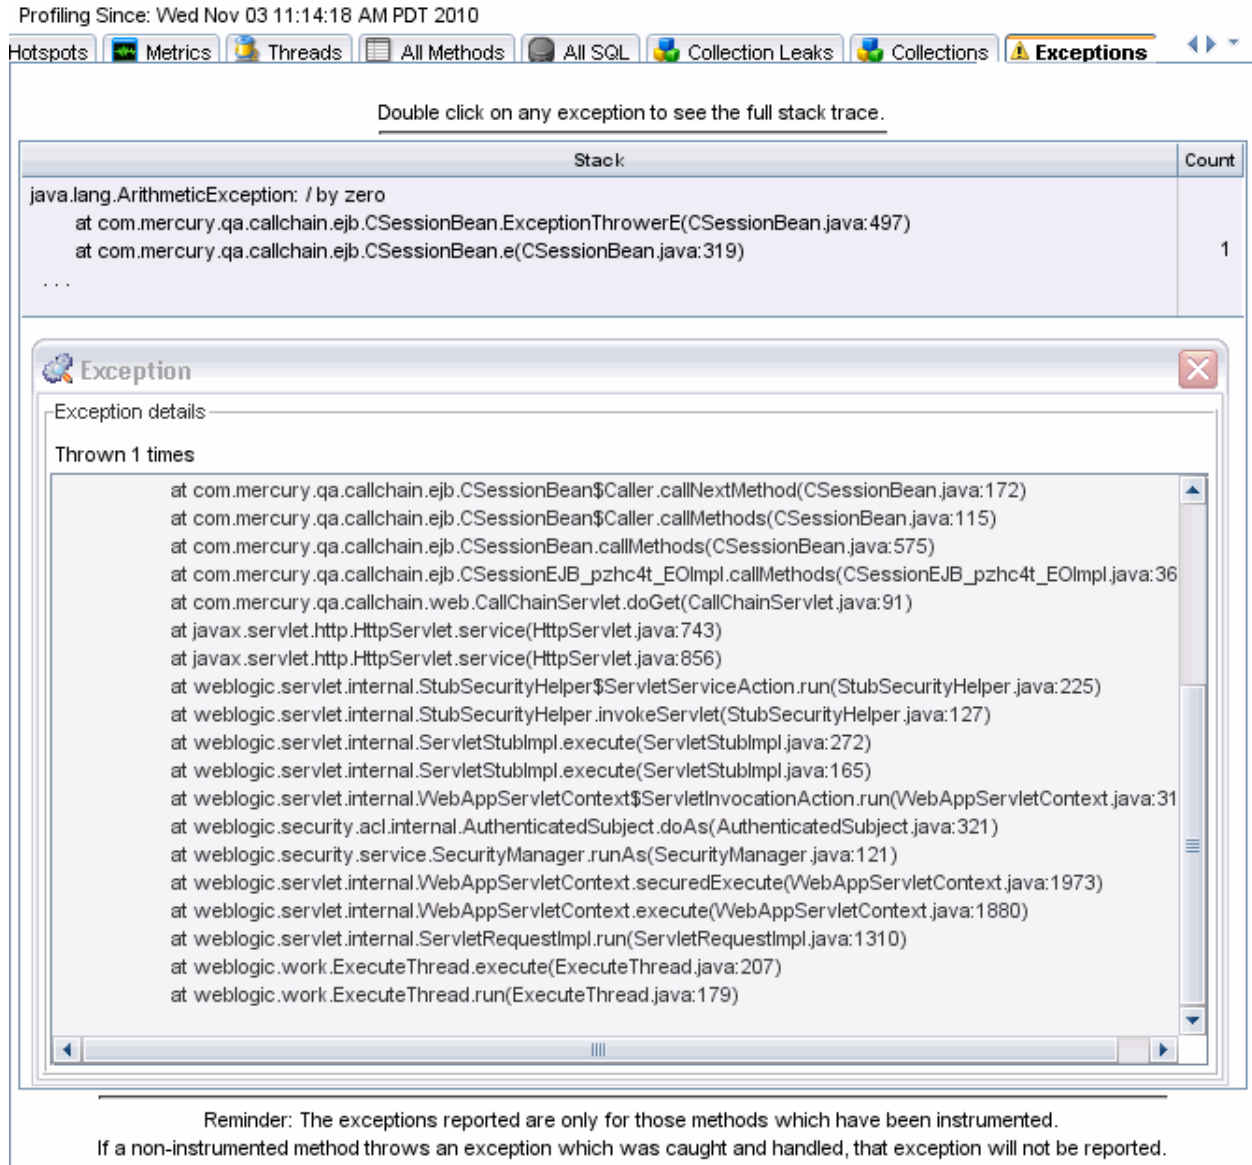 Profiling Since: Wed Nov 03 11:14:18 AM PDT 2010
Hotspots Metrics Threads All Methods All SQL Collection Leaks Collections Exceptions
Double click on any exception to see the full stack trace.
Stack Count
java.lang.ArithmeticException: / by zero
at com.mercury.qa.callchain.ejb.CSessionBean.ExceptionThrowerE(CSessionBean.java:497)
at com.mercury.qa.callchain.ejb.CSessionBean.e(CSessionBean.java:319)
1
. . .
Exception
Exception details
Thrown 1 times
at com.mercury.qa.callchain.ejb.CSessionBean$Caller.callNextMethod(CSessionBean.java:172)
at com.mercury.qa.callchain.ejb.CSessionBean$Caller.callMethods(CSessionBean.java:115)
at com.mercury.qa.callchain.ejb.CSessionBean.callMethods(CSessionBean.java:575)
at com.mercury.qa.callchain.ejb.CSessionEJB_pzhc4t_EOImpl.callMethods(CSessionEJB_pzhc4t_EOImpl.java:36
at com.mercury.qa.callchain.web.CallChainServlet.doGet(CallChainServlet.java:91)
at javax.servlet.http.HttpServlet.service(HttpServlet.java:743)
at javax.servlet.http.HttpServlet.service(HttpServlet.java:856)
at weblogic.servlet.internal.StubSecurityHelper$ServletServiceAction.run(StubSecurityHelper.java:225)
at weblogic.servlet.internal.StubSecurityHelper.invokeServlet(StubSecurityHelper.java:127)
at weblogic.servlet.internal.ServletStubImpl.execute(ServletStubImpl.java:272)
at weblogic.servlet.internal.ServletStubImpl.execute(ServletStubImpl.java:165)
at weblogic.servlet.internal.WebAppServletContext$ServletInvocationAction.run(WebAppServletContext.java:31
at weblogic.security.acl.internal.AuthenticatedSubject.doAs(AuthenticatedSubject.java:321)
at weblogic.security.service.SecurityManager.runAs(SecurityManager.java:121)
at weblogic.servlet.internal.WebAppServletContext.securedExecute(WebAppServletContext.java:1973)
at weblogic.servlet.internal.WebAppServletContext.execute(WebAppServletContext.java:1880)
at weblogic.servlet.internal.ServletRequestImpl.run(ServletRequestImpl.java:1310)
at weblogic.work.ExecuteThread.execute(ExecuteThread.java:207)
at weblogic.work.ExecuteThread.run(ExecuteThread.java:179)
Reminder: The exceptions reported are only for those methods which have been instrumented.
If a non-instrumented method throws an exception which was caught and handled, that exception will not be reported.